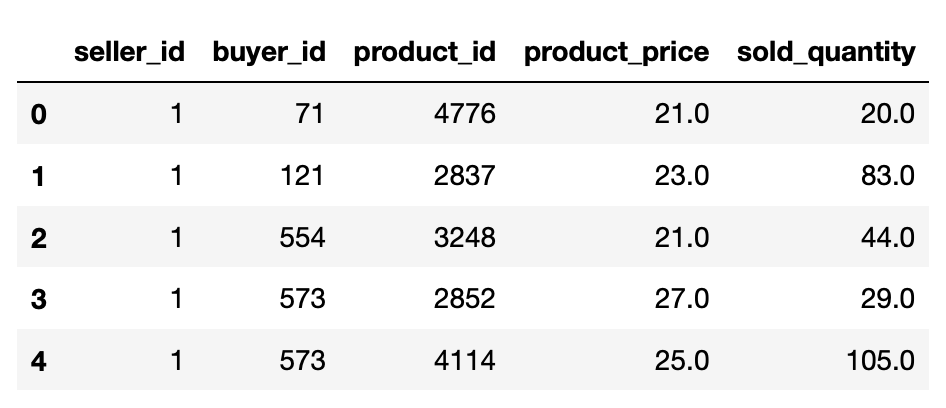 seller_id buyer_id product_id product_price sold_quantity
0 1 71 4776 21.0 20.0
1 1 121 2837 23.0 83.0
2 1 554 3248 21.0 44.0
3 1 573 2852 27.0 29.0
4 1 573 4114 25.0 105.0